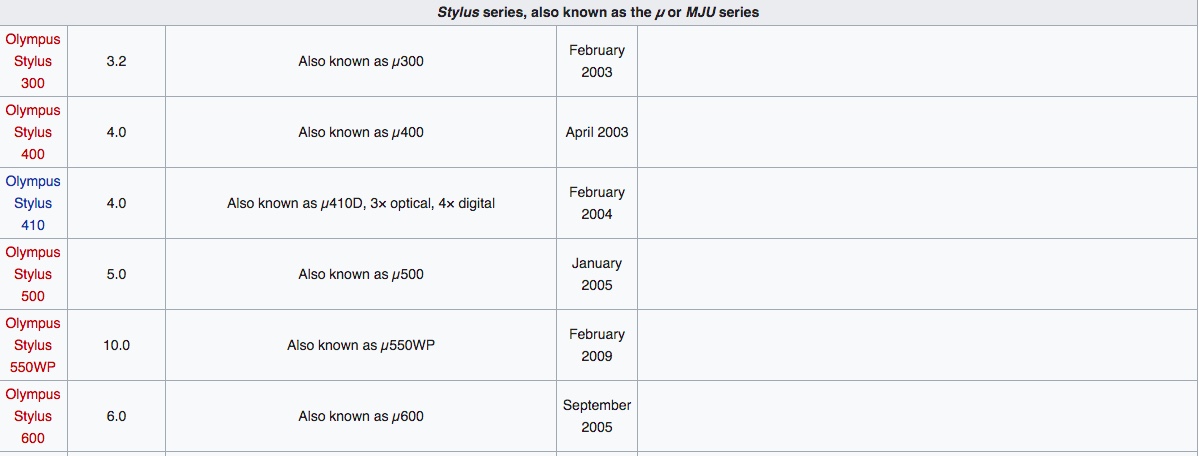 Stylus series, also known as the µ or MJU series
Olympus
Stylus
300
3.2
Also known as µ300
February
2003
Olympus
Stylus
400
4.0
Also known as µ400
April 2003
Olympus
Stylus
410
4.0
Also known as µ410D, 3× optical, 4× digital
February
2004
Olympus
Stylus
500
5.0
Also known as µ500
January
2005
Olympus
Stylus
550WP
10.0
Also known as µ550WP
February
2009
Olympus
Stylus
600
6.0
Also known as µ600
September
2005